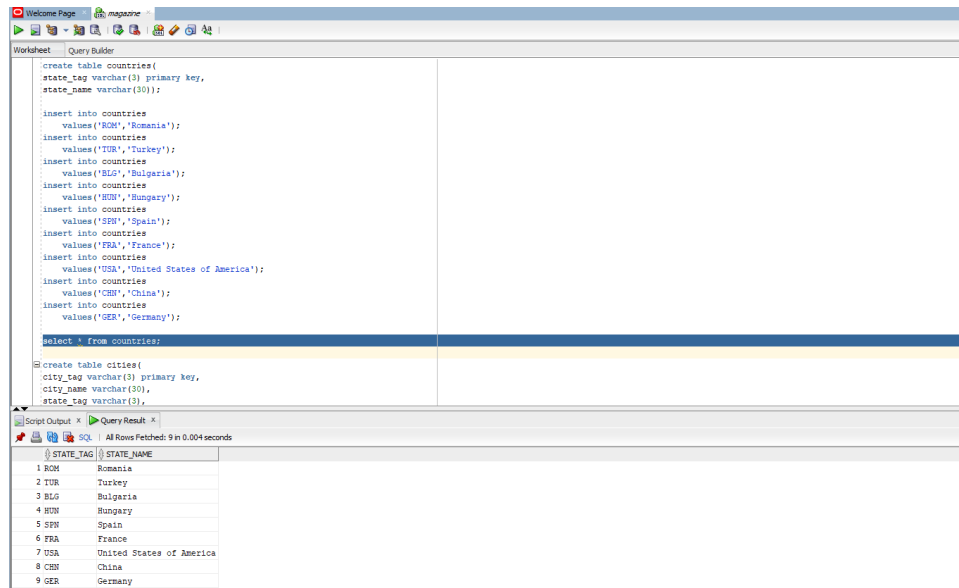 Welcome Page magazine
Worksheet Query Builder
create table countries(
state_tag varchar(3) primary key,
state_name varchar(30));
insert into countries
values('ROM','Romania');
insert into countries
values('TUR','Turkey');
insert into countries
values('BLG','Bulgaria');
insert into countries
values('HUN','Hungary');
insert into countries
values('SPN','Spain');
insert into countries
values('FRA','France');
insert into countries
values('USA','United States of America');
insert into countries
values('CHN','China');
insert into countries
values('GER','Germany');
select * from countries;
create table cities(
city_tag varchar(3) primary key,
city_name varchar(30),
state_tag varchar(3),
Script Output x Query Result x
SQL | All Rows Fetched: 9 in 0.004 seconds
STATE_TAG STATE_NAME
1 ROM Romania
2 TUR Turkey
3 BLG Bulgaria
4 HUN Hungary
5 SPN Spain
6 FRA France
7 USA United States of America
8 CHN China
9 GER Germany